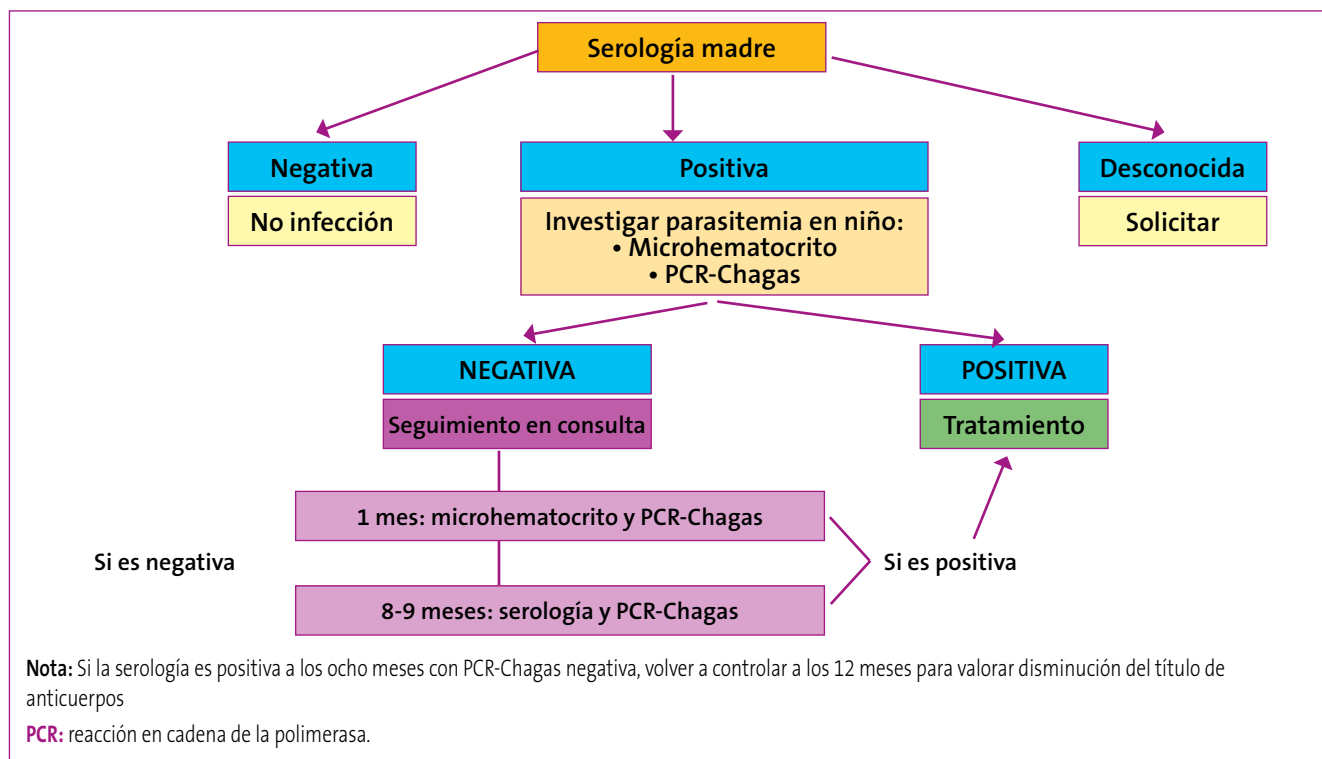 Serología madre
Negativa
No infección
Positiva
Investigar parasitemia en niño:
• Microhematocrito
• PCR-Chagas
Desconocida
Solicitar
NEGATIVA
Seguimiento en consulta
POSITIVA
Tratamiento
1 mes: microhematocrito y PCR-Chagas
Si es negativa
Si es positiva
8-9 meses: serología y PCR-Chagas
Nota: Si la serología es positiva a los ocho meses con PCR-Chagas negativa, volver a controlar a los 12 meses para valorar disminución del título de
anticuerpos
PCR: reacción en cadena de la polimerasa.